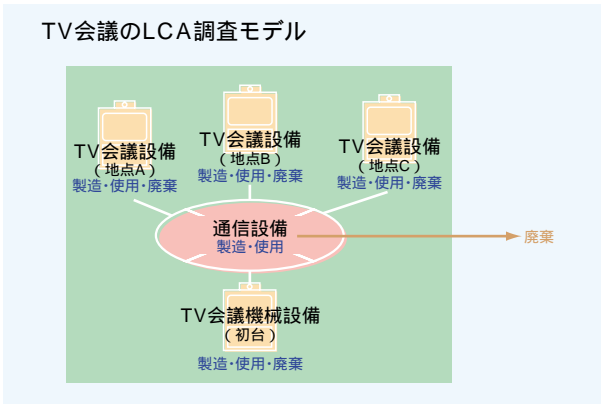 TV会議のLCA調査モデル
TV会議設備
（地点A）
製造・使用・廃棄
TV会議設備
（地点B）
製造・使用・廃棄
TV会議設備
（地点C）
製造・使用・廃棄
通信設備
製造・使用
廃棄
TV会議機械設備
（初台）
製造・使用・廃棄